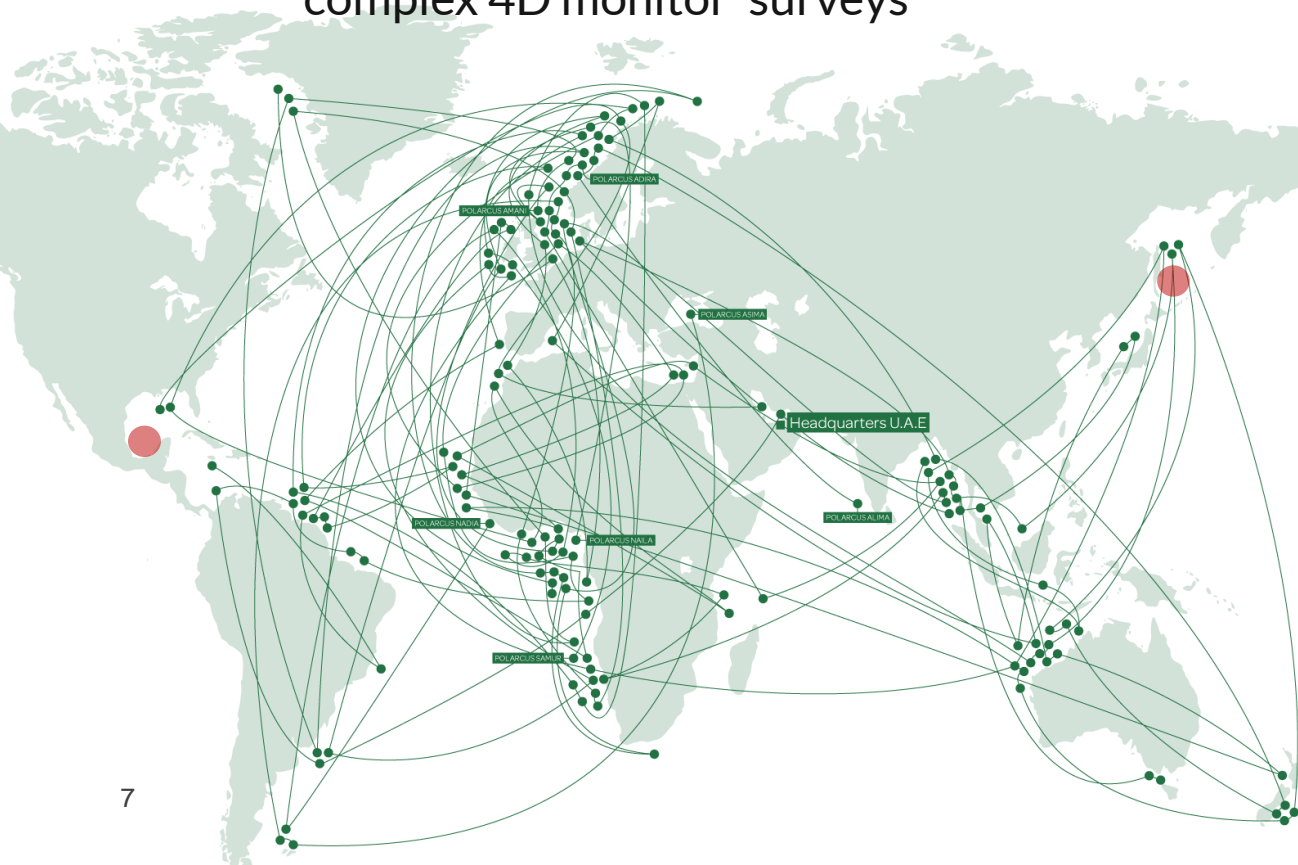 complex 4D monitor surveys
POLARCUS ADIRA
POLARCUS AMANI
POLARCUS ASIMA
Headquarters U.A.E
POLARCUS ALIMA
POLARCUS NADIA
POLARCUS NAILA
POLARCUS SAMUR
7